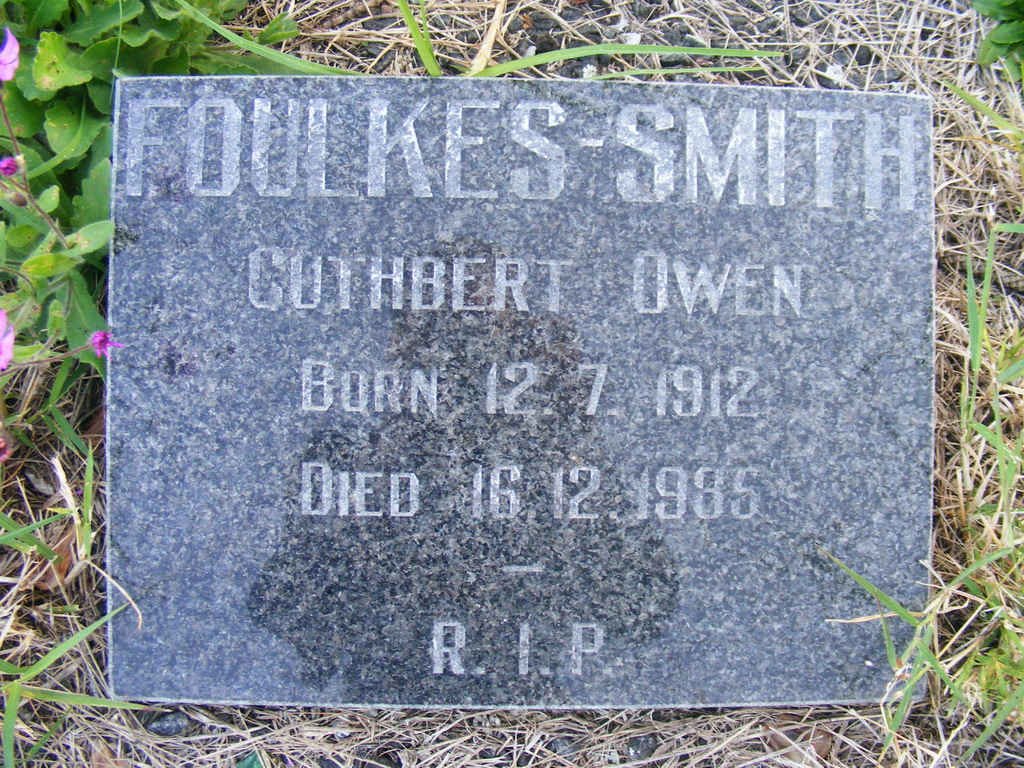 FOULKES-SMITH
CUTHBERT OWEN
BORN 12.7.1912
DIED 16.12.1985
—
R.I.P.